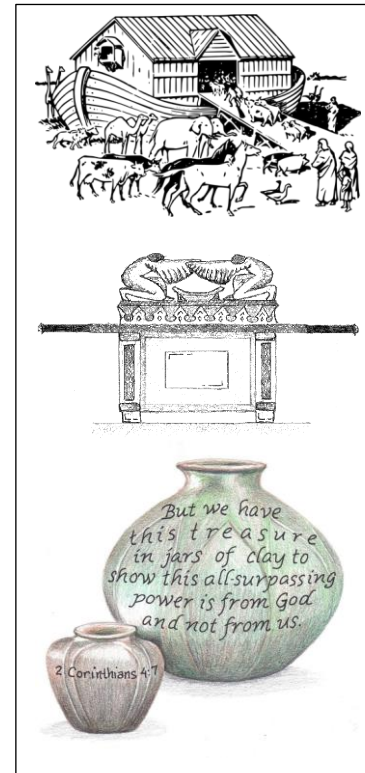 But we have
this treasure
in jars of clay to
show this all-surpassing
power is from God
and not from us.
2 Corinthians 4:7